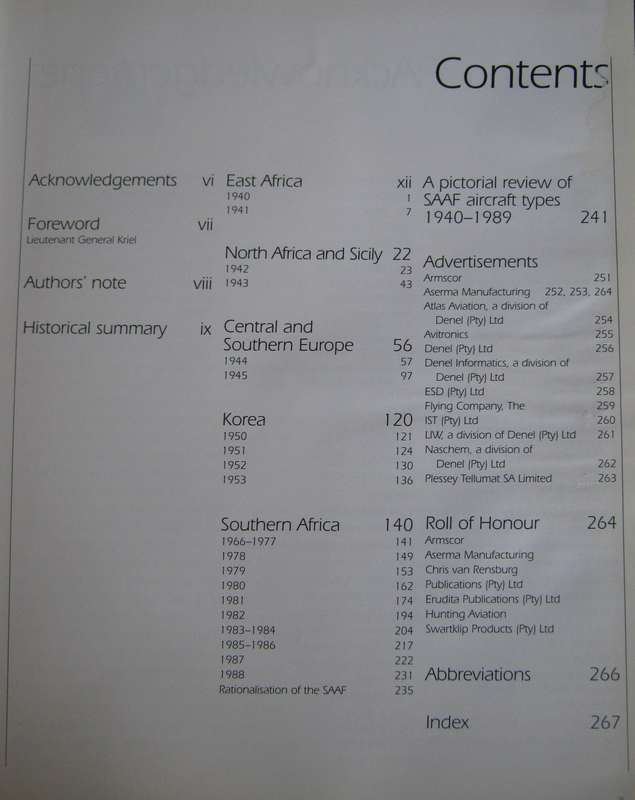 Contents
Acknowledgements vi
Foreword vii
Lieutenant General Kriel
Authors' note viii
Historical summary ix
East Africa xii
1940 1
1941 7
North Africa and Sicily 22
1942 23
1943 43
Central and
Southern Europe 56
1944 57
1945 97
Korea 120
1950 121
1951 124
1952 130
1953 136
Southern Africa 140
1966–1977 141
1978 149
1979 153
1980 162
1981 174
1982 194
1983–1984 204
1985–1986 217
1987 222
1988 231
Rationalisation of the SAAF 235
A pictorial review of
SAAF aircraft types
1940–1989 241
Advertisements
Armscor 251
Aserma Manufacturing 252, 253, 264
Atlas Aviation, a division of
Denel (Pty) Ltd 254
Avitronics 255
Denel (Pty) Ltd 256
Denel Informatics, a division of
Denel (Pty) Ltd 257
ESD (Pty) Ltd 258
Flying Company, The 259
IST (Pty) Ltd 260
LIW, a division of Denel (Pty) Ltd 261
Naschem, a division of
Denel (Pty) Ltd 262
Plessey Tellumat SA Limited 263
Roll of Honour 264
Armscor
Aserma Manufacturing
Chris van Rensburg
Publications (Pty) Ltd
Erudita Publications (Pty) Ltd
Hunting Aviation
Swartklip Products (Pty) Ltd
Abbreviations 266
Index 267